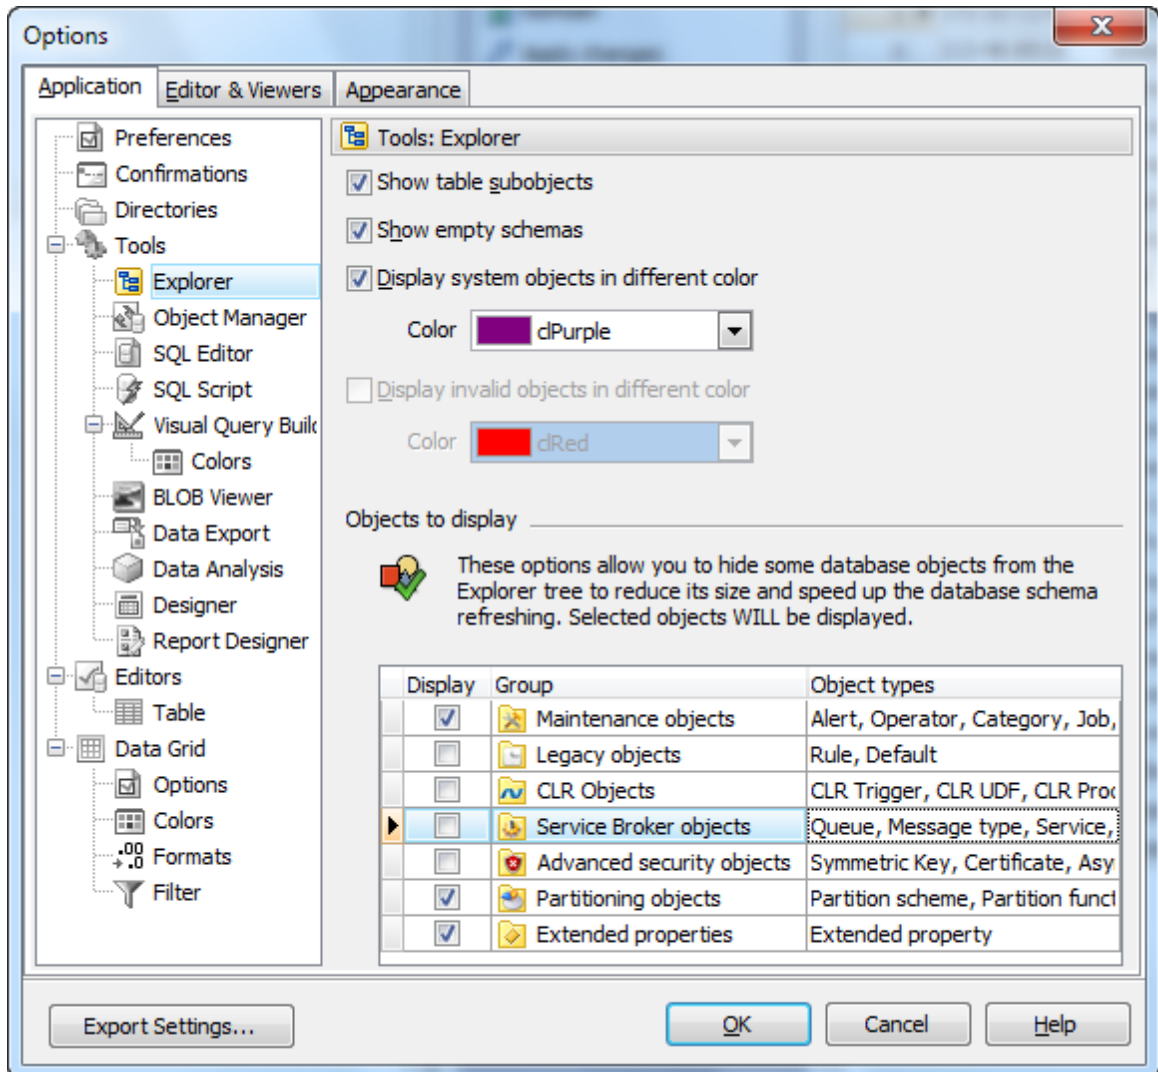 Options
Application
Editor & Viewers
Appearance
Preferences
Confirmations
Directories
Tools
Explorer
Object Manager
SQL Editor
SQL Script
Visual Query Builc
Colors
BLOB Viewer
Data Export
Data Analysis
Designer
Report Designer
Editors
Table
Data Grid
Options
Colors
Formats
Filter
Tools: Explorer
Show table subobjects
Show empty schemas
Display system objects in different color
Color clPurple
Display invalid objects in different color
Color clRed
Objects to display
These options allow you to hide some database objects from the
Explorer tree to reduce its size and speed up the database schema
refreshing. Selected objects WILL be displayed.
Display Group Object types
Maintenance objects Alert, Operator, Category, Job,
Legacy objects Rule, Default
CLR Objects CLR Trigger, CLR UDF, CLR Proc
Service Broker objects Queue, Message type, Service,
Advanced security objects Symmetric Key, Certificate, Asy
Partitioning objects Partition scheme, Partition funct
Extended properties Extended property
Export Settings...
OK
Cancel
Help